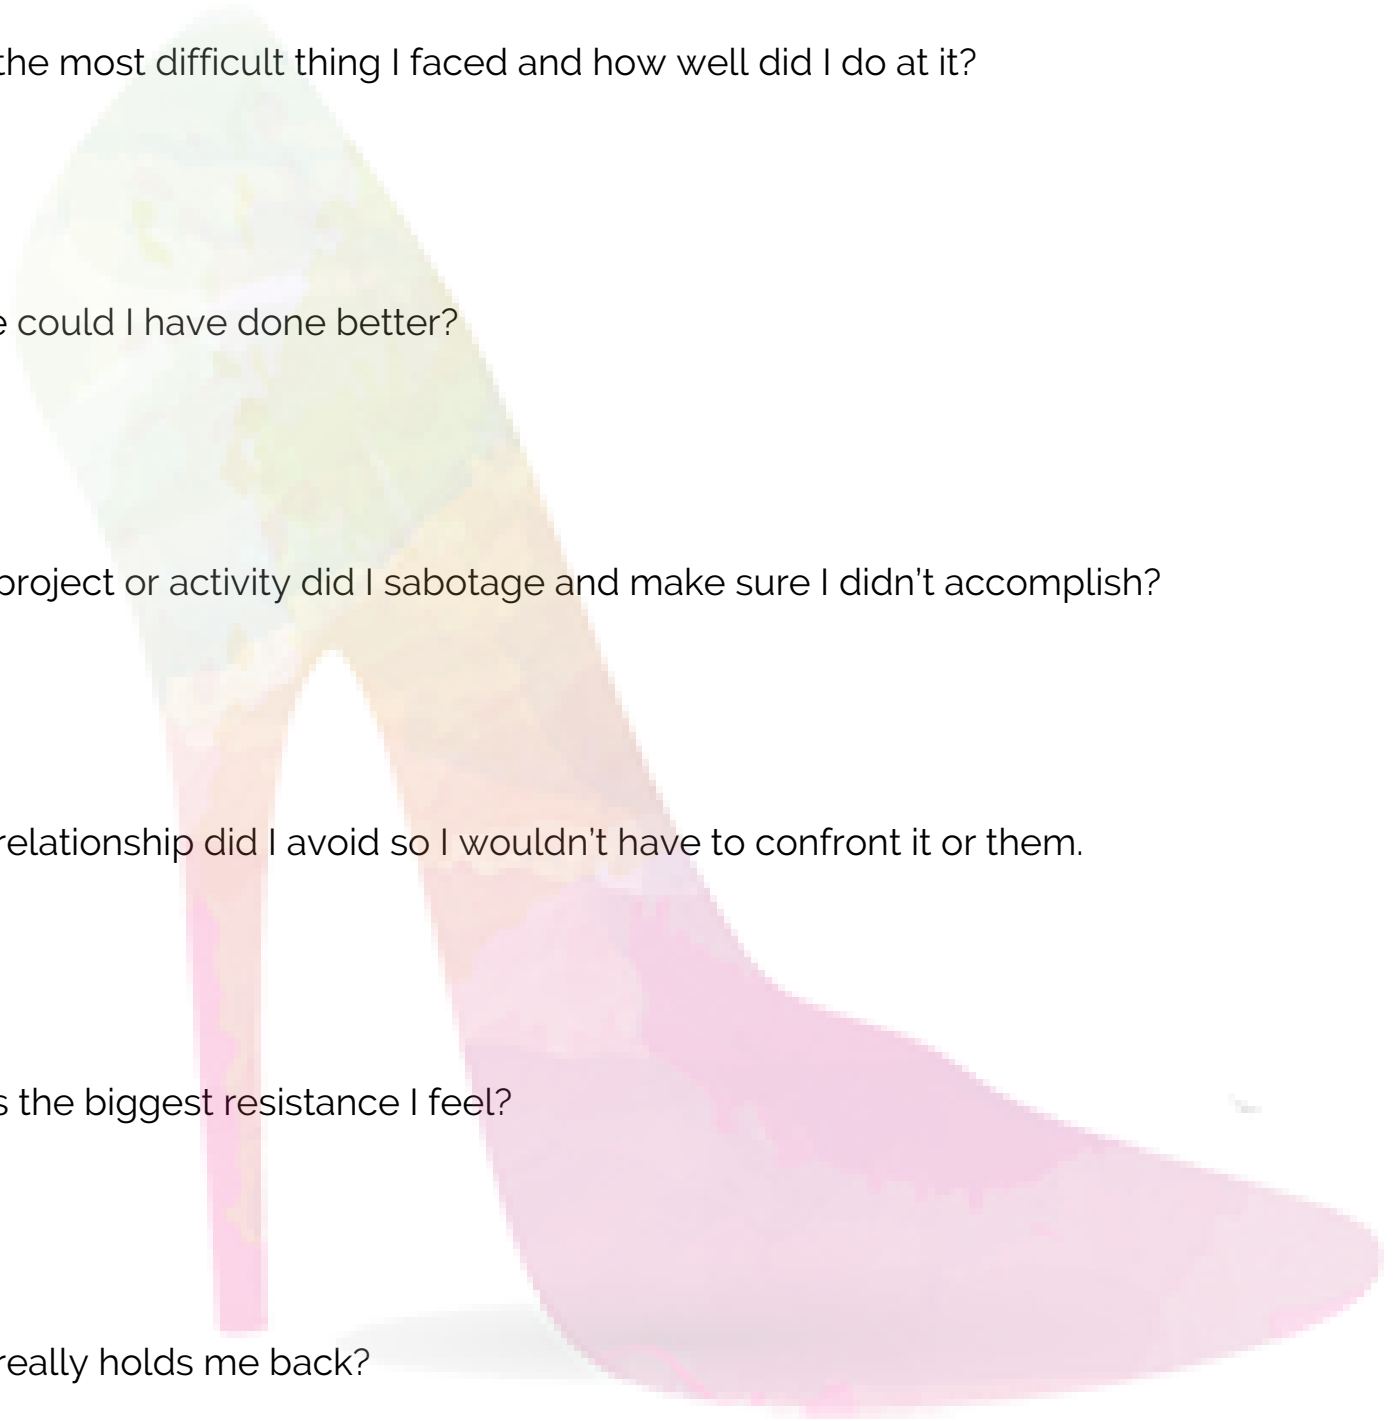 the most difficult thing I faced and how well did I do at it?
could I have done better?
project or activity did I sabotage and make sure I didn't accomplish?
relationship did I avoid so I wouldn't have to confront it or them.
the biggest resistance I feel?
really holds me back?